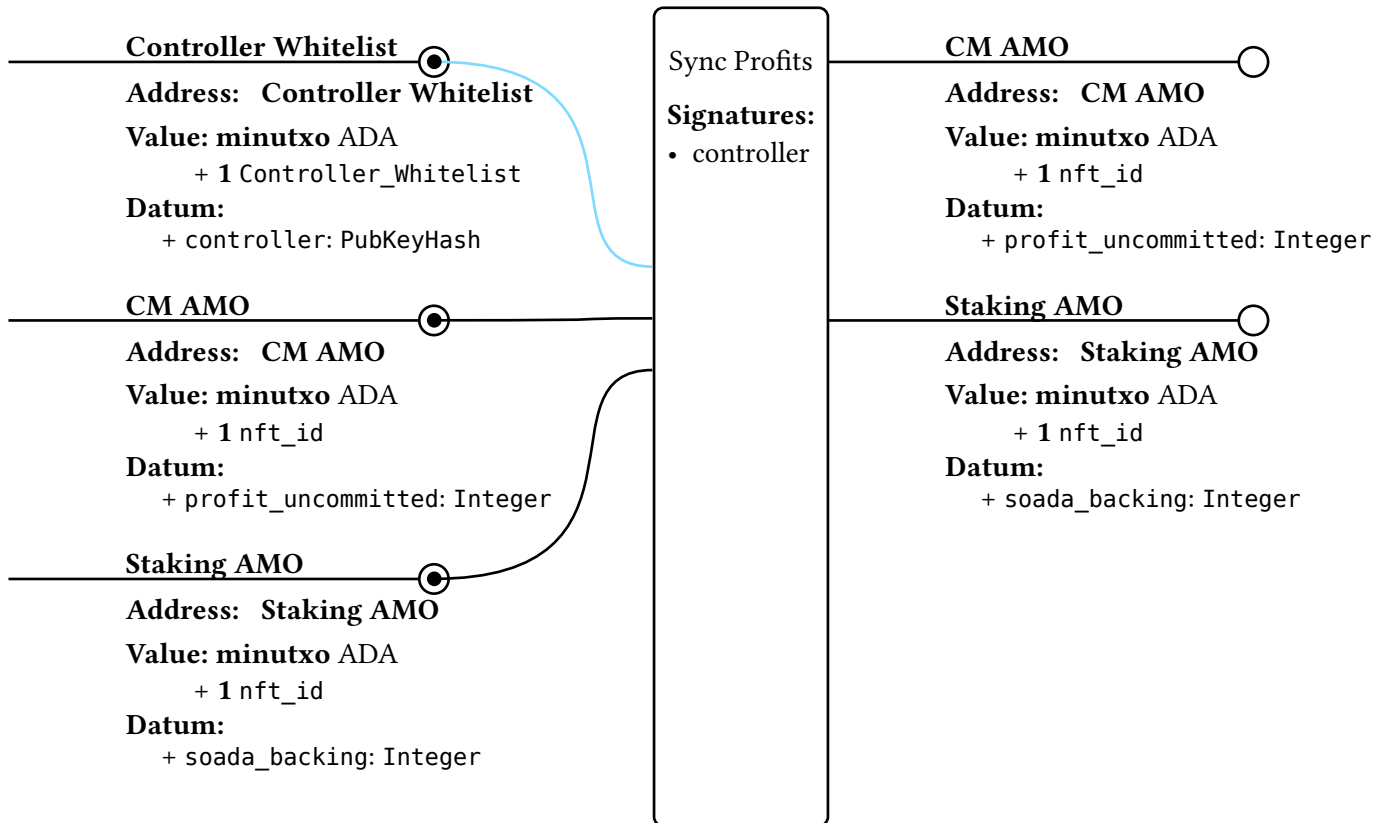 Controller Whitelist
Address: Controller Whitelist
Value: minutxo ADA
+ 1 Controller_Whitelist
Datum:
+ controller: PubKeyHash
CM AMO
Address: CM AMO
Value: minutxo ADA
+ 1 nft_id
Datum:
+ profit_uncommitted: Integer
Staking AMO
Address: Staking AMO
Value: minutxo ADA
+ 1 nft_id
Datum:
+ soada_backing: Integer
Sync Profits
Signatures:
• controller
CM AMO
Address: CM AMO
Value: minutxo ADA
+ 1 nft_id
Datum:
+ profit_uncommitted: Integer
Staking AMO
Address: Staking AMO
Value: minutxo ADA
+ 1 nft_id
Datum:
+ soada_backing: Integer